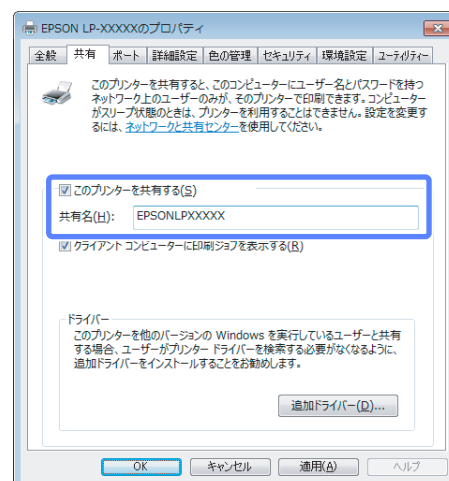 EPSON LP-XXXXXのプロパティ
全般 共有 ポート 詳細設定 色の管理 セキュリティ 環境設定 ユーティリティー
このプリンターを共有すると、このコンピューターにユーザー名とパスワードを持つ
ネットワーク上のユーザーのみが、そのプリンターで印刷できます。コンピューター
がスリープ状態のときは、プリンターを利用することはできません。設定を変更す
るには、ネットワークと共有センターを使用してください。
このプリンターを共有する(S)
共有名(H): EPSONLPXXXXX
クライアント コンピューターに印刷ジョブを表示する(R)
ドライバー
このプリンターを他のバージョンの Windows を実行しているユーザーと共有
する場合、ユーザーがプリンター ドライバーを検索する必要がなくなるように、
追加ドライバーをインストールすることをお勧めします。
追加ドライバー(D)...
OK キャンセル 適用(A) ヘルプ